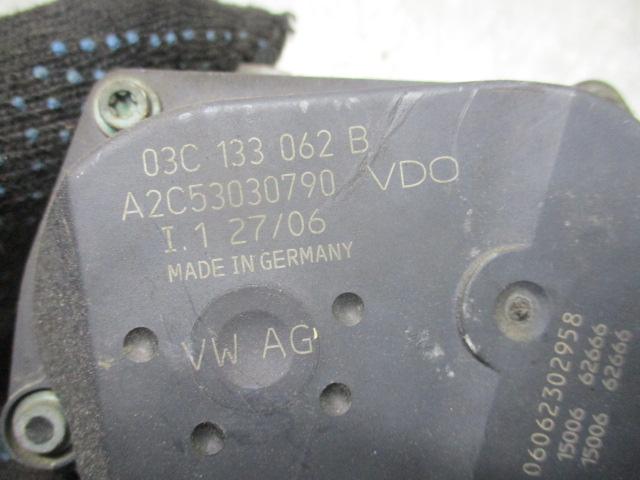 03C 133 062 B
A2C53030790 VDO
I.1 27/06
MADE IN GERMANY
VW AG
06062302958
15006 62666
15006 62666